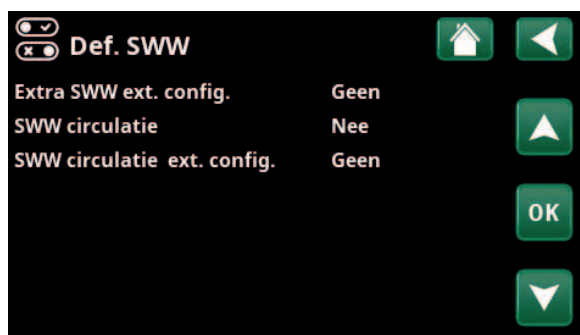 Def. SWW
Extra SWW ext. config. Geen
SWW circulatie Nee
SWW circulatie ext. config. Geen
OK